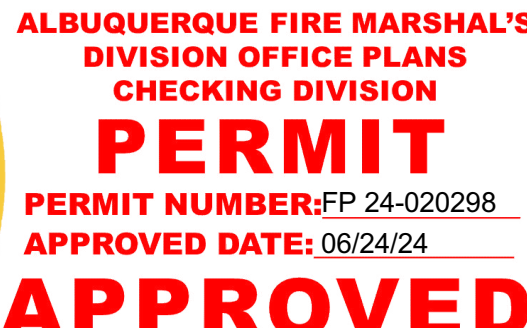 ALBUQUERQUE FIRE MARSHAL'S
DIVISION OFFICE PLANS
CHECKING DIVISION
PERMIT
PERMIT NUMBER:FP 24-020298
APPROVED DATE: 06/24/24
APPROVED